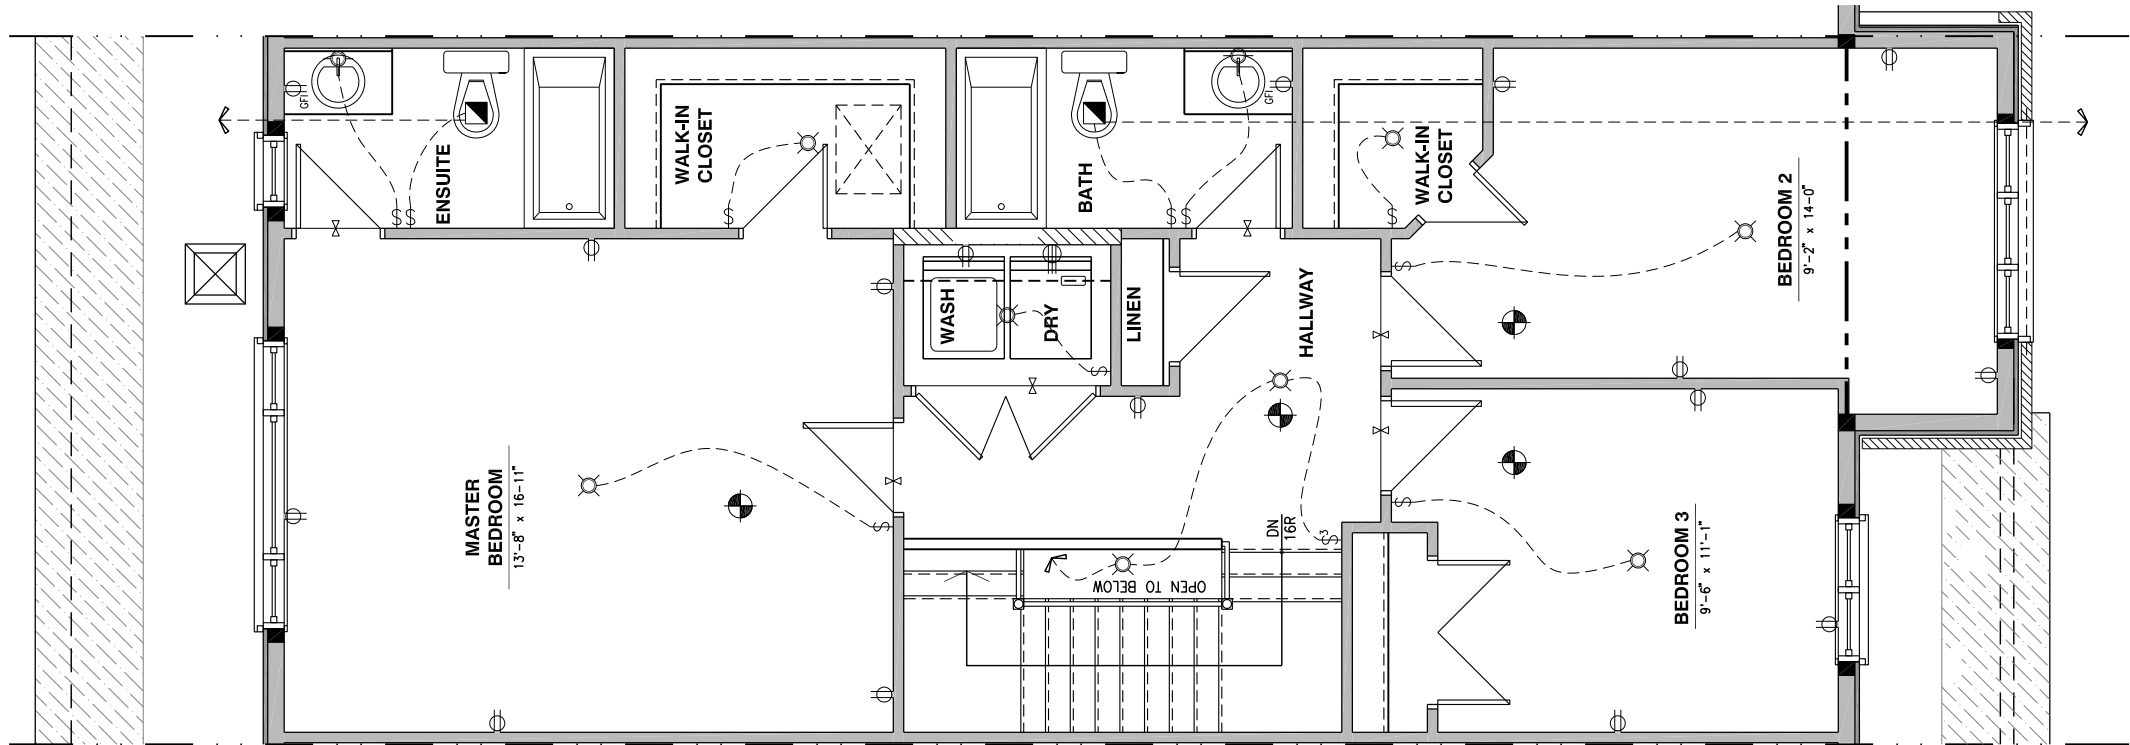 GFI
ENSUITE
WALK-IN
CLOSET
BATH
GFI
WALK-IN
CLOSET
BEDROOM 2
9'-2" x 14'-0"
WASH
DRY
LINEN
HALLWAY
MASTER
BEDROOM
13'-8" x 16-11"
DN
16R
OPEN TO BELOW
BEDROOM 3
9'-6" x 11'-1"
S
S
S
S
S
S
S
S
S
S3
S